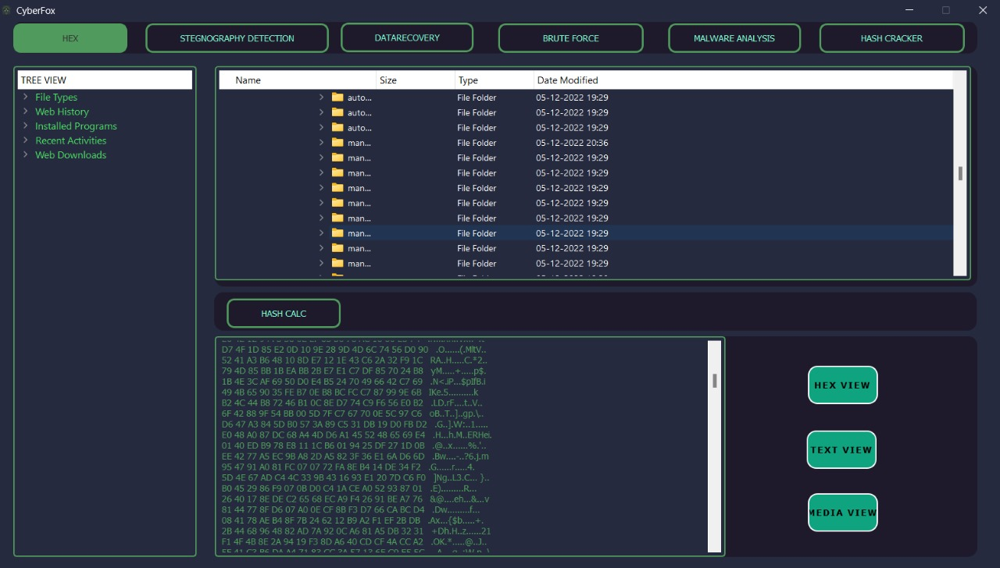 CyberFox
HEX
STEGNOGRAPHY DETECTION
DATARECOVERY
BRUTE FORCE
MALWARE ANALYSIS
HASH CRACKER
TREE VIEW
File Types
Web History
Installed Programs
Recent Activities
Web Downloads
Name Size Type Date Modified
auto... File Folder 05-12-2022 19:29
auto... File Folder 05-12-2022 19:29
auto... File Folder 05-12-2022 19:29
man... File Folder 05-12-2022 20:36
man... File Folder 05-12-2022 19:29
man... File Folder 05-12-2022 19:29
man... File Folder 05-12-2022 19:29
man... File Folder 05-12-2022 19:29
man... File Folder 05-12-2022 19:29
man... File Folder 05-12-2022 19:29
man... File Folder 05-12-2022 19:29
man... File Folder 05-12-2022 19:29
HASH CALC
D7 4F 1D 85 E2 0D 10 9E 28 9D 4D 6C 74 56 D0 90 .O......(.MltV..
52 41 A3 B6 48 10 8D E7 12 1E 43 C6 2A 32 F9 1C RA..H.....C.*2..
79 4D 85 BB 1B EA BB 2B E7 E1 C7 DF 85 70 24 B8 yM.....+.....p$.
1B 4E 3C AF 69 50 D0 E4 B5 24 70 49 66 42 C7 69 .N<.iP...$pIfB.i
49 4B 65 90 35 FE B7 0E B8 BC FC C7 87 99 9E 6B IKe.5..........k
B2 4C 44 B8 72 46 B1 0C 8E D7 74 C9 F6 56 E0 B2 .LD.rF....t..V..
6F 42 88 9F 54 BB 00 5D 7F C7 67 70 0E 5C 97 C6 oB..T..]..gp.\..
D6 47 A3 84 5D B0 57 3A 89 C5 31 DB 19 D0 FB D2 .G..].W:..1.....
E0 48 A0 87 DC 68 A4 4D D6 A1 45 52 48 65 69 E4 .H...h.M..ERHei.
01 40 ED B9 78 E8 11 1C B6 01 94 25 DF 27 1D 0B .@..x......%.'..
EE 42 77 A5 EC 9B A8 2D A5 82 3F 36 E1 6A D6 6D .Bw....-..?6.j.m
95 47 91 A0 81 FC 07 07 72 FA 8E B4 14 DE 34 F2 .G......r.....4.
5D 4E 67 AD C4 4C 33 9B 43 16 93 E1 20 7D C6 F0 ]Ng..L3.C... }..
B0 45 29 86 F9 07 0B D0 C4 1A CE A0 52 93 87 01 .E).........R...
26 40 17 8E DE C2 65 68 EC A9 F4 26 91 8E A7 76 &@....eh...&...v
81 44 77 8F D6 07 A0 0E CF 8B F3 D7 66 CA BC D4 .Dw.........f...
08 41 78 AE B4 8F 7B 24 62 12 B9 A2 F1 EF 2B DB .Ax...{$b.....+.
2B 44 68 96 48 82 AD 7A 92 0C A6 81 A5 DB 32 31 +Dh.H..z......21
F1 4F 4B 8E 2A 94 19 F3 8D A6 40 CD CF 4A CC A2 .OK.*.....@..J..
HEX VIEW
TEXT VIEW
MEDIA VIEW